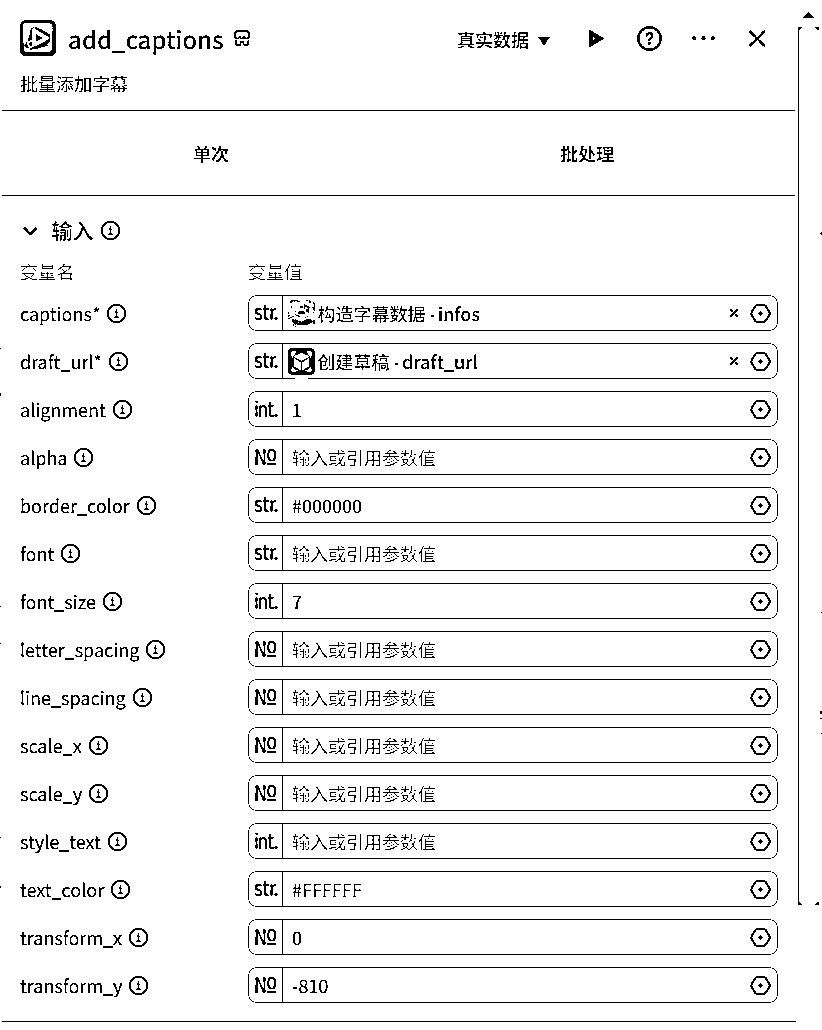 add_captions 真实数据
批量添加字幕
单次 批处理
输入
变量名 变量值
captions* str. 构造字幕数据 - infos
draft_url* str. 创建草稿 - draft_url
alignment int. 1
alpha № 输入或引用参数值
border_color str. #000000
font str. 输入或引用参数值
font_size int. 7
letter_spacing № 输入或引用参数值
line_spacing № 输入或引用参数值
scale_x № 输入或引用参数值
scale_y № 输入或引用参数值
style_text int. 输入或引用参数值
text_color str. #FFFFFF
transform_x № 0
transform_y № -810